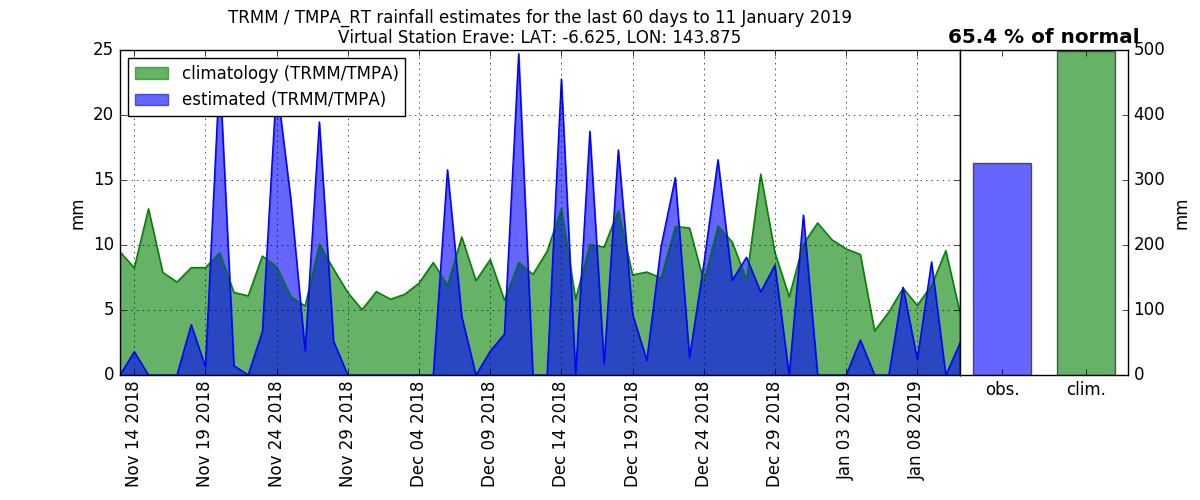 TRMM / TMPA_RT rainfall estimates for the last 60 days to 11 January 2019
Virtual Station Erave: LAT: -6.625, LON: 143.875
65.4 % of normal
climatology (TRMM/TMPA)
estimated (TRMM/TMPA)
25
20
15
10
5
0
mm
Nov 14 2018
Nov 19 2018
Nov 24 2018
Nov 29 2018
Dec 04 2018
Dec 09 2018
Dec 14 2018
Dec 19 2018
Dec 24 2018
Dec 29 2018
Jan 03 2019
Jan 08 2019
obs.
clim.
500
400
300
200
100
0
mm